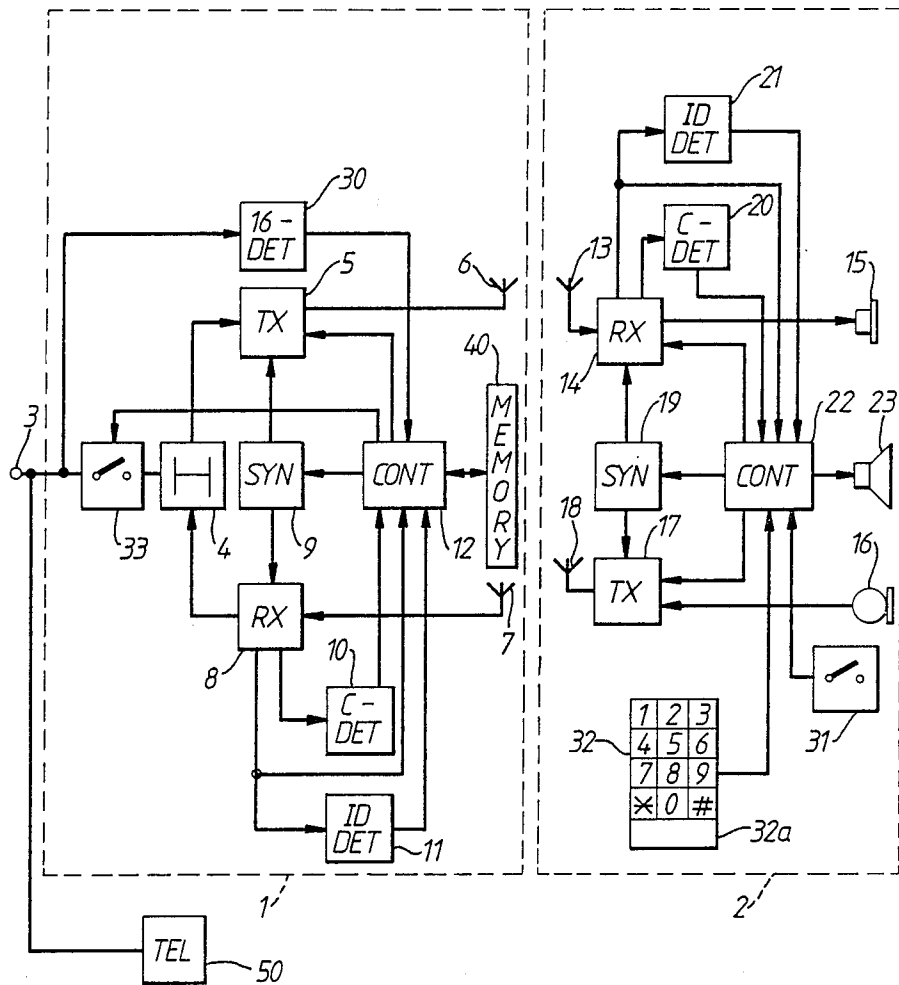 21
ID
DET
30
16-
DET
20
C-
DET
5
TX
6
13
15
40
MEMORY
RX
14
3
19
22
23
SYN
CONT
SYN
CONT
33
4
9
12
18
17
16
TX
7
RX
8
10
C-
DET
31
32
1 2 3
4 5 6
7 8 9
* 0 #
32a
ID
DET
11
1
2
TEL
50